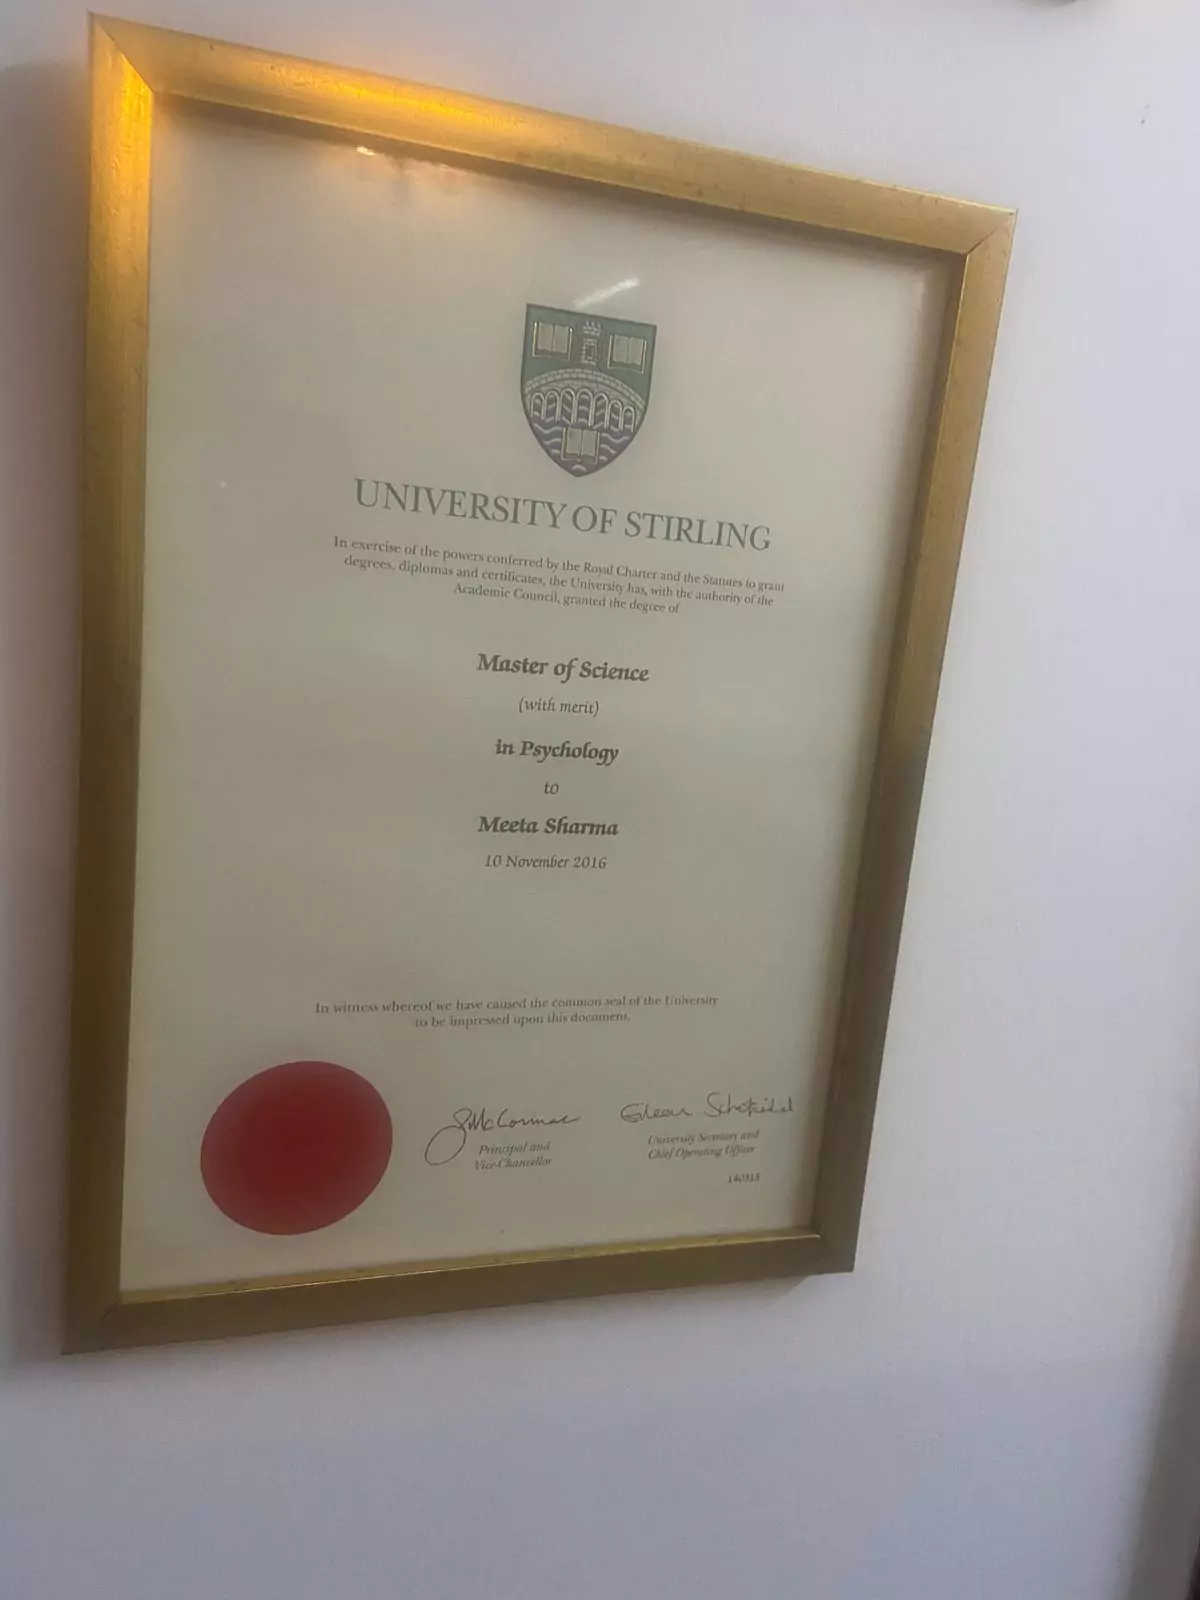 UNIVERSITY OF STIRLING
In exercise of the powers conferred by the Royal Charter and the Statutes to grant
degrees, diplomas and certificates, the University has, with the authority of the
Academic Council, granted the degree of
Master of Science
(with merit)
in Psychology
to
Meeta Sharma
10 November 2016
In witness whereof we have caused the common seal of the University
to be impressed upon this document.
Principal and
Vice-Chancellor
University Secretary and
Chief Operating Officer